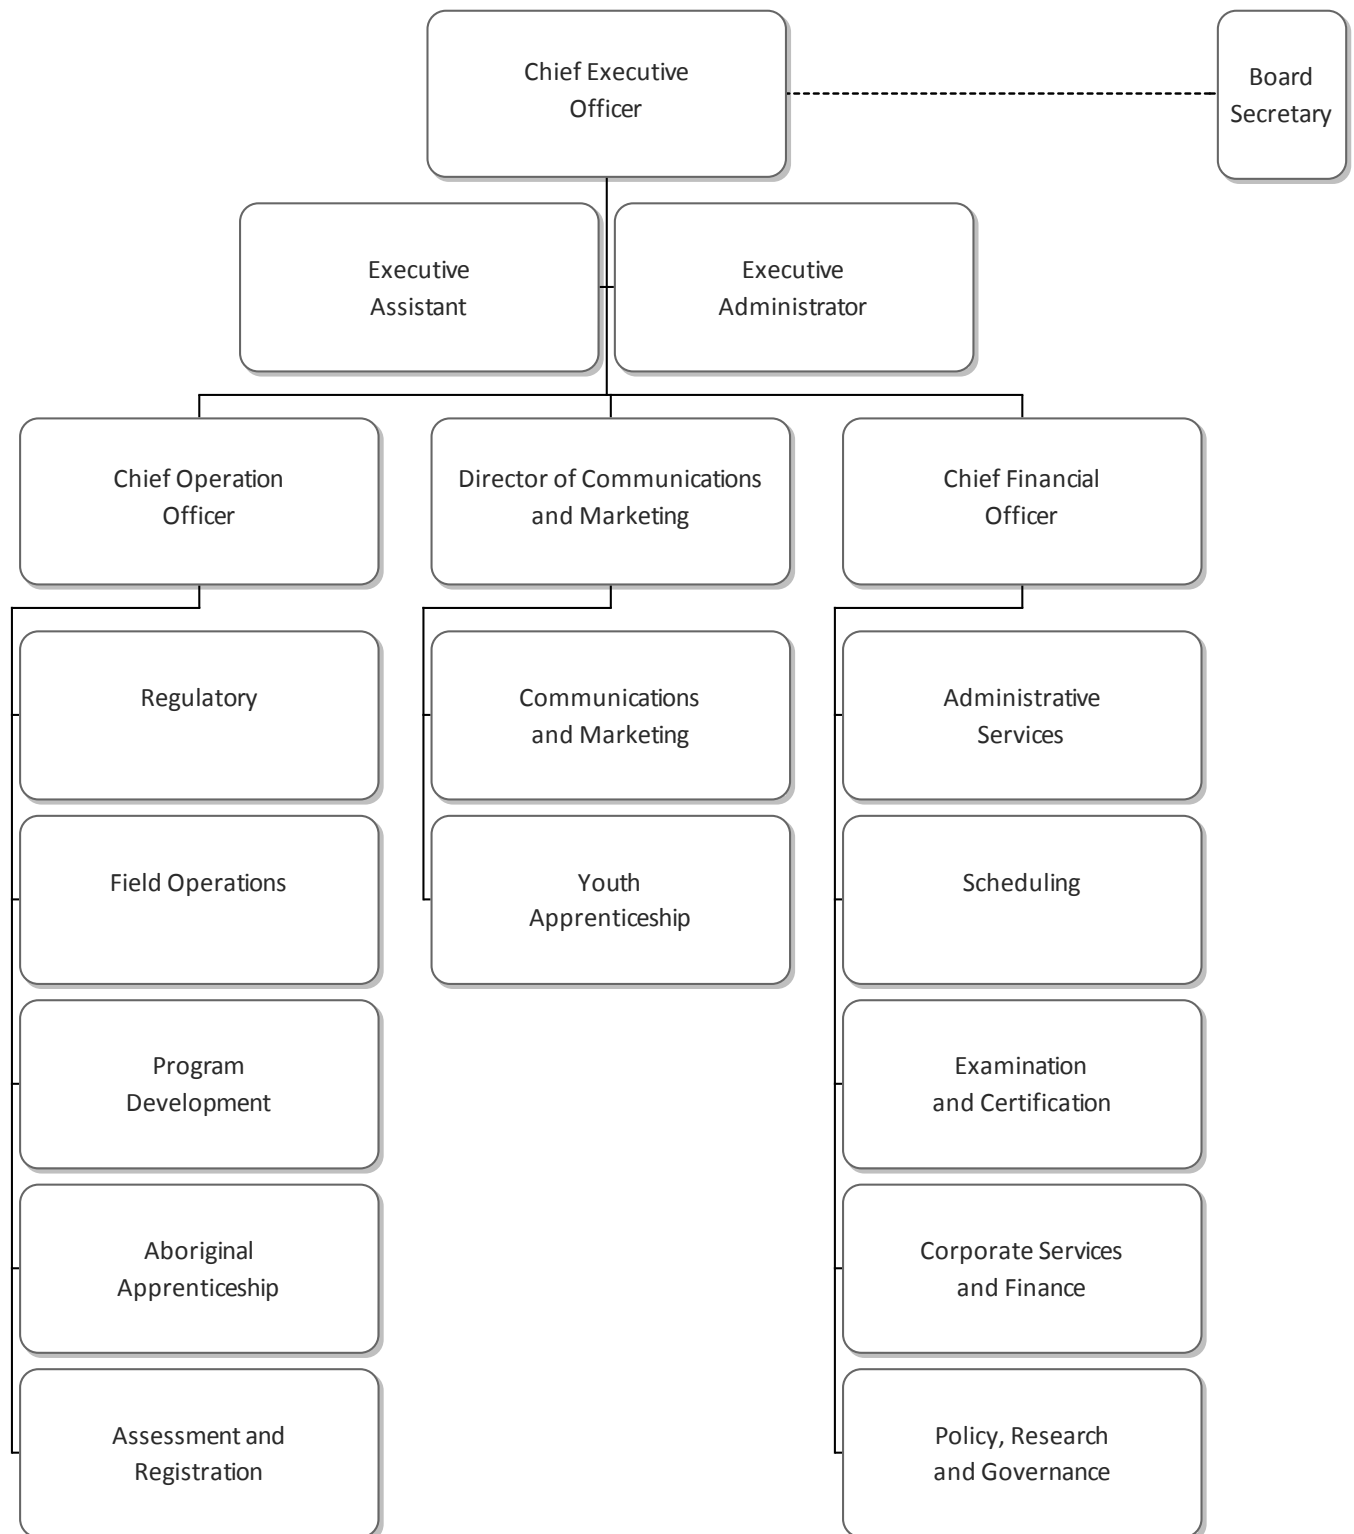 Chief Executive
Officer
Board
Secretary
Executive
Assistant
Executive
Administrator
Chief Operation
Officer
Director of Communications
and Marketing
Chief Financial
Officer
Regulatory
Communications
and Marketing
Administrative
Services
Field Operations
Youth
Apprenticeship
Scheduling
Program
Development
Examination
and Certification
Aboriginal
Apprenticeship
Corporate Services
and Finance
Assessment and
Registration
Policy, Research
and Governance